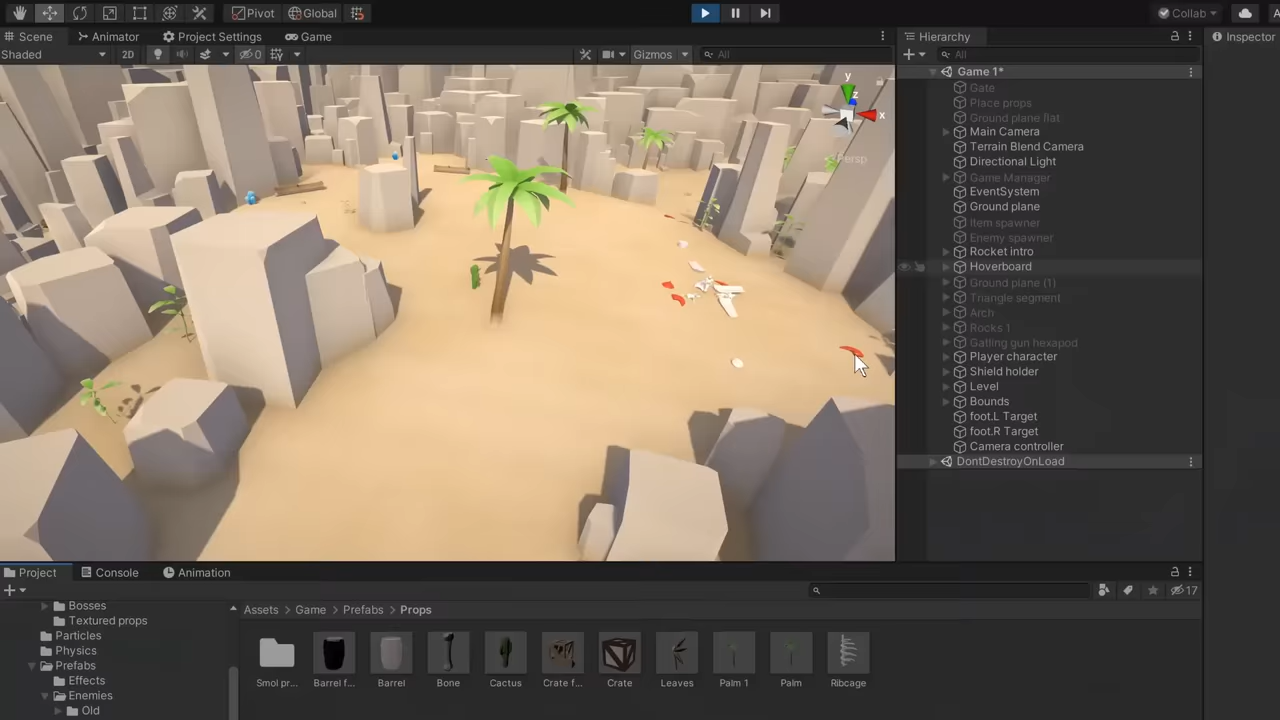 Pivot Global Collab A
Scene Animator Project Settings Game Hierarchy Inspector
Shaded 2D 0 Gizmos All All
y
z
x
Persp
Game 1*
Gate
Place props
Ground plane flat
Main Camera
Terrain Blend Camera
Directional Light
Game Manager
EventSystem
Ground plane
Item spawner
Enemy spawner
Rocket intro
Hoverboard
Ground plane (1)
Triangle segment
Arch
Rocks 1
Gatling gun hexapod
Player character
Shield holder
Level
Bounds
foot.L Target
foot.R Target
Camera controller
DontDestroyOnLoad
Project Console Animation
17
Bosses
Textured props
Particles
Physics
Prefabs
Effects
Enemies
Old
Assets > Game > Prefabs > Props
Smol pr... Barrel f... Barrel Bone Cactus Crate f... Crate Leaves Palm 1 Palm Ribcage